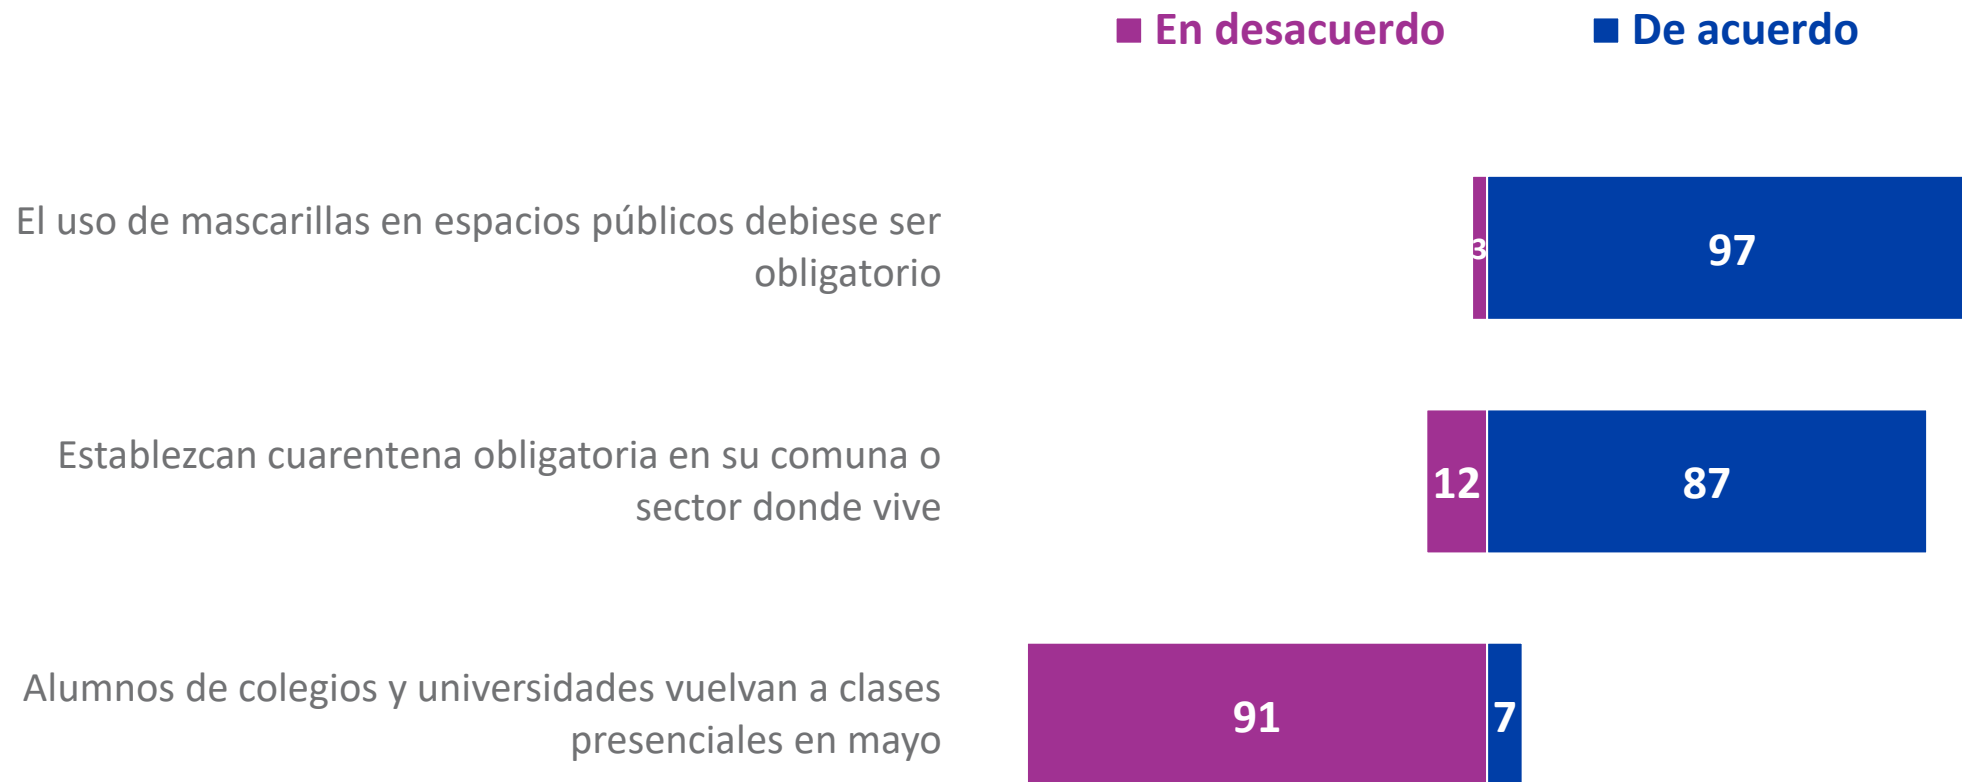 En desacuerdo De acuerdo
El uso de mascarillas en espacios públicos debiese ser
obligatorio
3 97
Establezcan cuarentena obligatoria en su comuna o
sector donde vive
12 87
Alumnos de colegios y universidades vuelvan a clases
presenciales en mayo
91 7